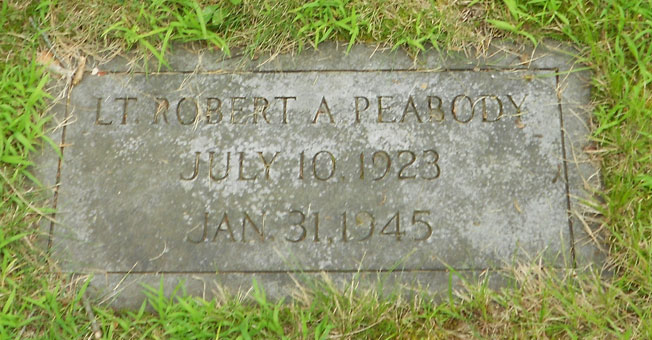 LT. ROBERT A. PEABODY
JULY 10, 1923
JAN. 31, 1945